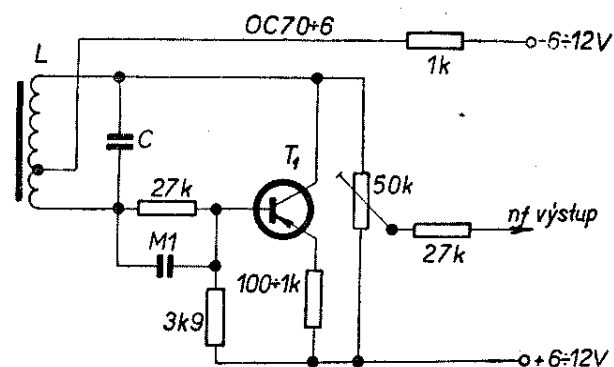 OC70÷6
L
1k
-6÷12V
C
T₁
27k
50k
nf výstup
M1
27k
100÷1k
3k9
+6÷12V